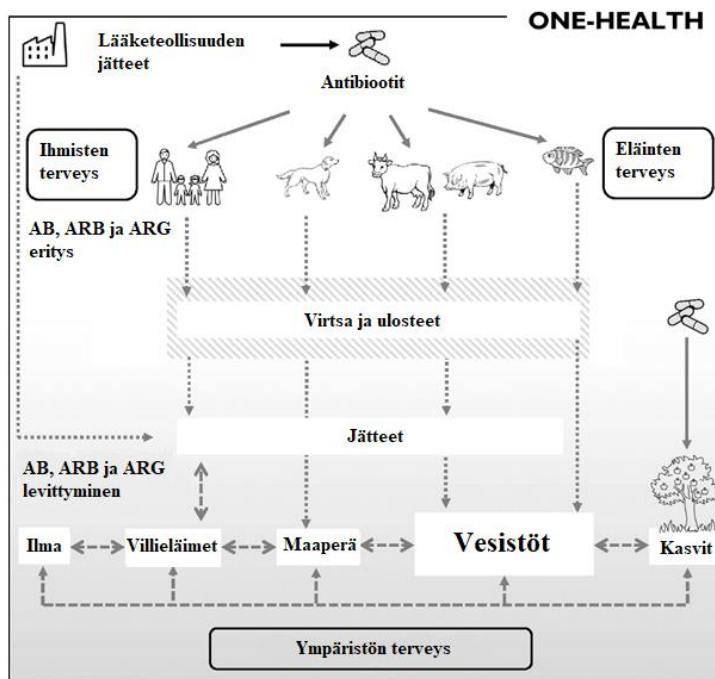 ONE-HEALTH
Lääketeollisuuden
jätteet
Antibiootit
Ihmisten
terveys
Eläinten
terveys
AB, ARB ja ARG
eritys
Virtsa ja ulosteet
Jätteet
AB, ARB ja ARG
levittyminen
Ilma
Villieläimet
Maaperä
Vesistöt
Kasvit
Ympäristön terveys